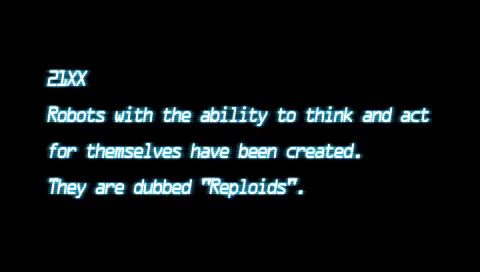 21XX
Robots with the ability to think and act
for themselves have been created.
They are dubbed "Reploids".